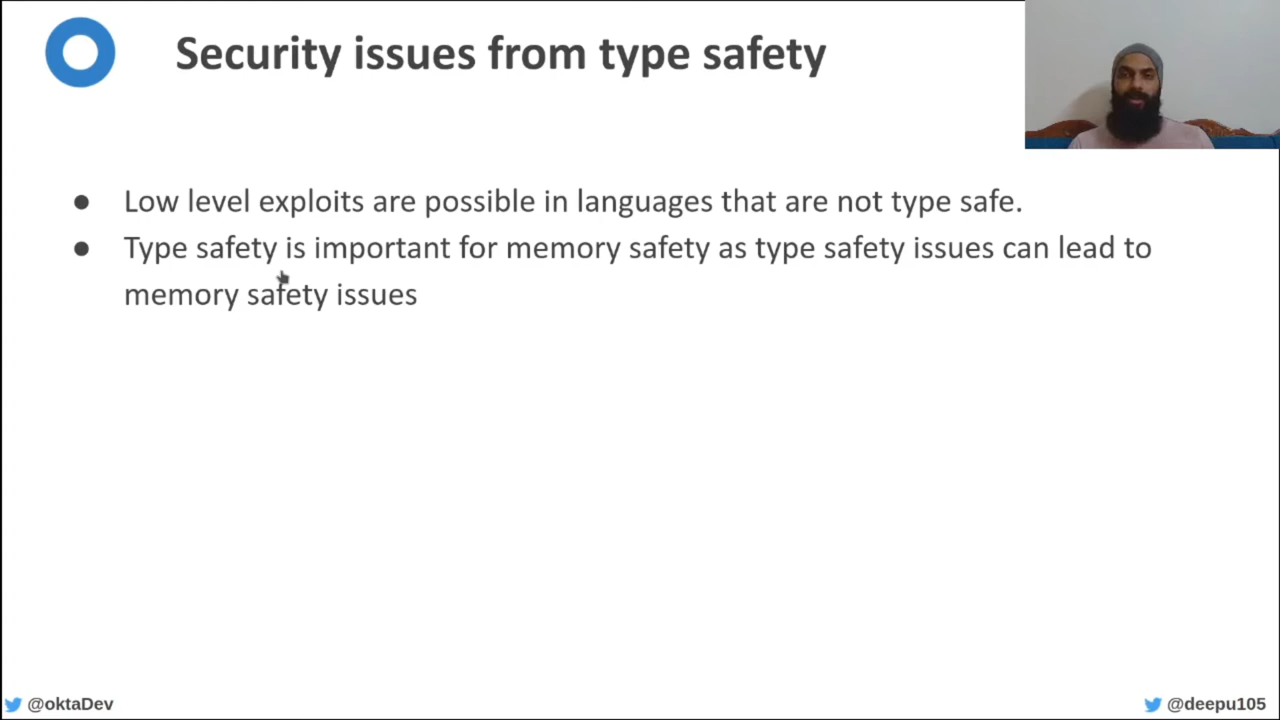 Security issues from type safety
● Low level exploits are possible in languages that are not type safe.
● Type safety is important for memory safety as type safety issues can lead to
memory safety issues
@oktaDev
@deepu105